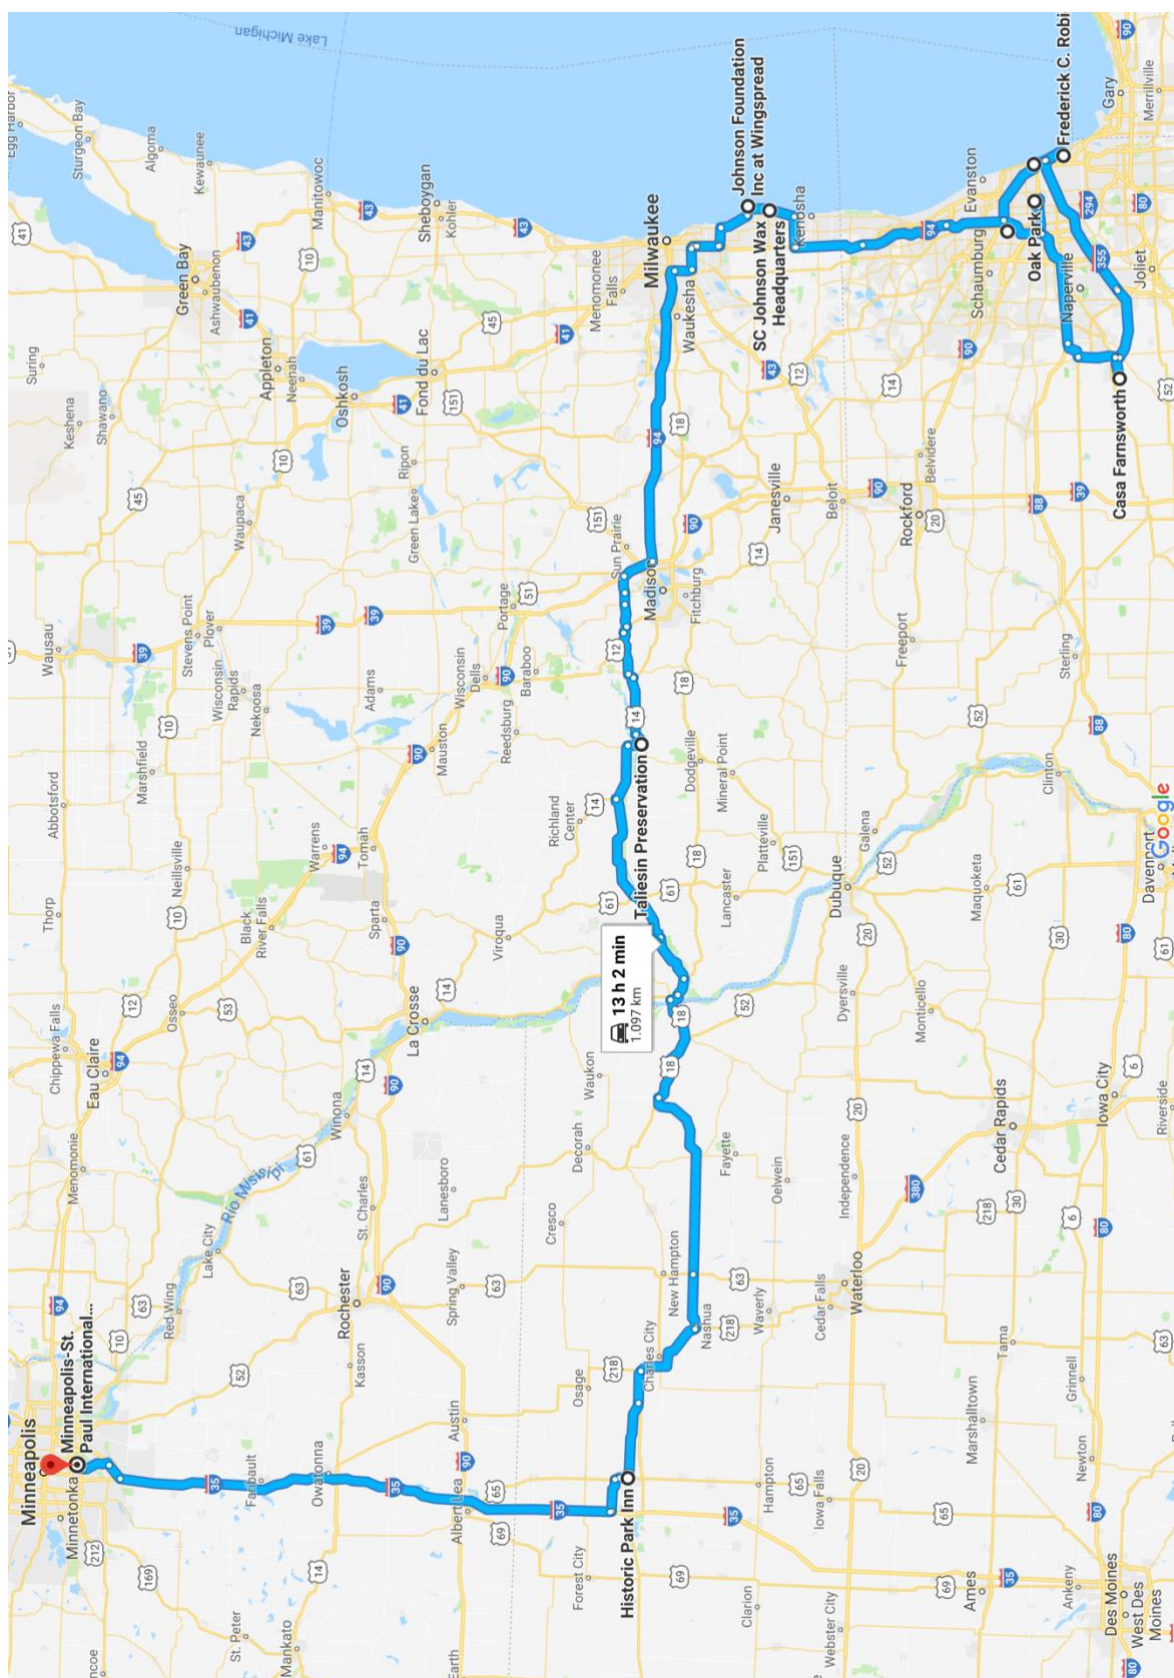 Lake Michigan
Egg Harbor
Sturgeon Bay
Algoma
Kewaunee
Green Bay
Ashwaubenon
Manitowoc
Suring
Keshena
Shawano
Appleton
Neenah
Oshkosh
Fond du Lac
Sheboygan
Kohler
Waupaca
Ripon
Green Lake
Wausau
Stevens Point
Plover
Wisconsin
Rapids
Nekoosa
Adams
Marshfield
Abbotsford
Thorp
Neillsville
Warrens
Tomah
Mauston
Wisconsin
Dells
Portage
Baraboo
Reedsburg
Black
River Falls
Sparta
Viroqua
Richland
Center
Chippewa Falls
Eau Claire
Osseo
La Crosse
Winona
Menomonie
Río Misisipi
Lake City
Red Wing
St. Charles
Lanesboro
Decorah
Waukon
Cresco
Rochester
Kasson
Spring Valley
Austin
Osage
Minneapolis
Minneapolis-St.
Paul International...
Minnetonka
Faribault
Owatonna
Albert Lea
St. Peter
Mankato
Forest City
Historic Park Inn
Charles City
Nashua
New Hampton
Fayette
Oelwein
Waverly
Cedar Falls
Waterloo
Independence
Hampton
Iowa Falls
Clarion
Webster City
Ames
Ankeny
Des Moines
West Des
Moines
Newton
Marshalltown
Tama
Grinnell
Cedar Rapids
Iowa City
Riverside
Monticello
Dyersville
Dubuque
Maquoketa
Davenport
Clinton
Galena
Platteville
Lancaster
Mineral Point
Dodgeville
Taliesin Preservation
13 h 2 min
1.097 km
Madison
Fitchburg
Sun Prairie
Janesville
Beloit
Rockford
Belvidere
Freeport
Sterling
Menomonee
Falls
Milwaukee
Waukesha
Johnson Foundation
Inc at Wingspread
SC Johnson Wax
Headquarters
Kenosha
Evanston
Schaumburg
Oak Park
Naperville
Joliet
Casa Farnsworth
Frederick C. Robi
Gary
Merrillville
Google